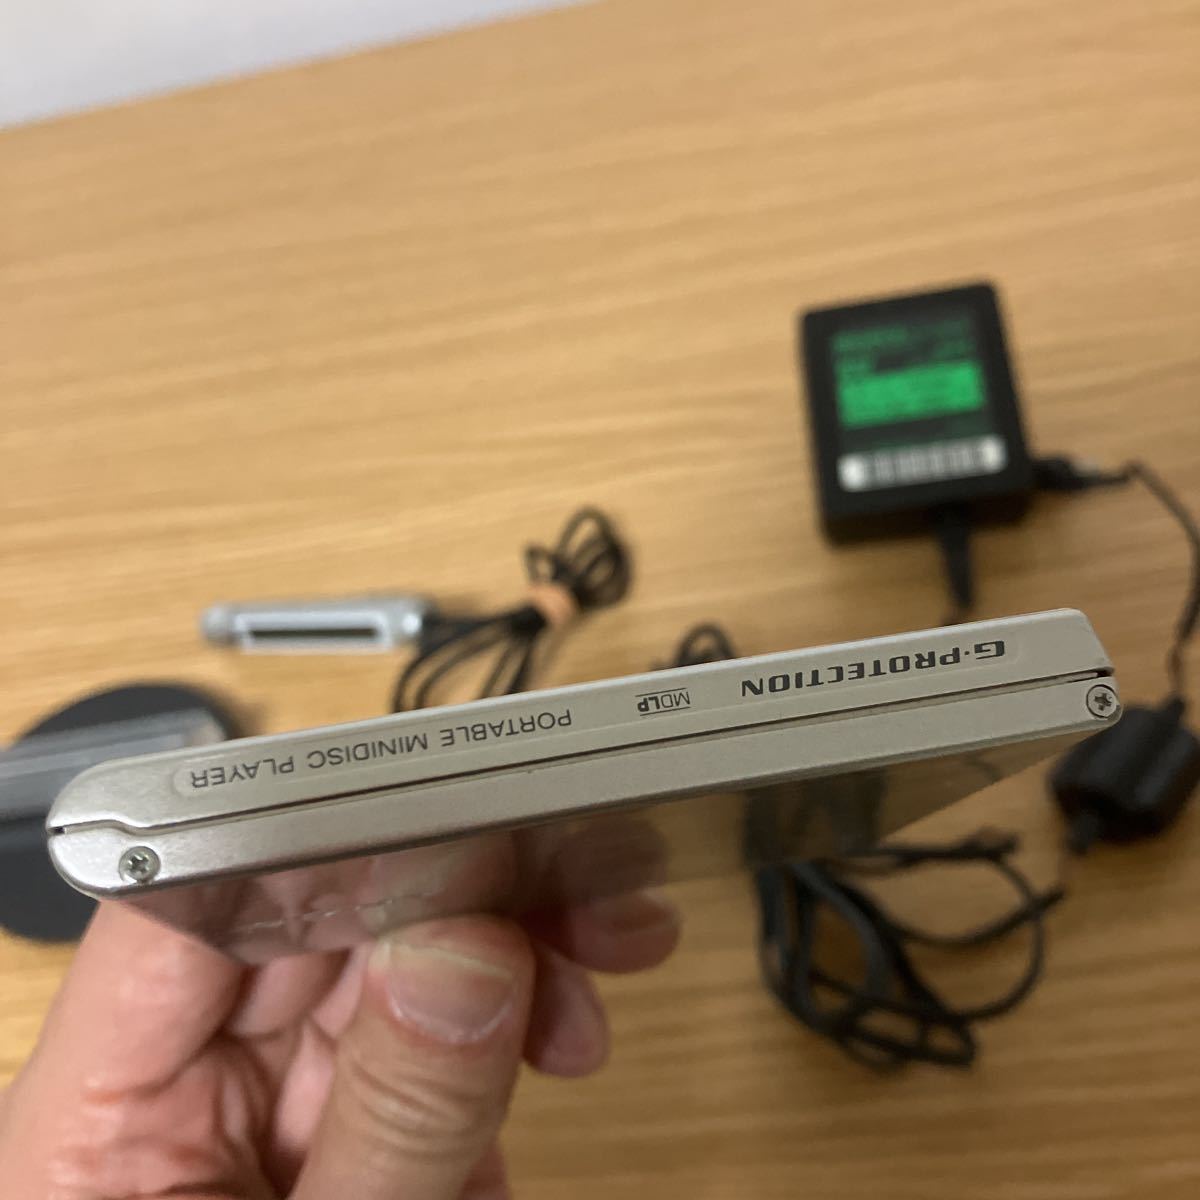 G·PROTECTION
MDLP
PORTABLE MINIDISC PLAYER